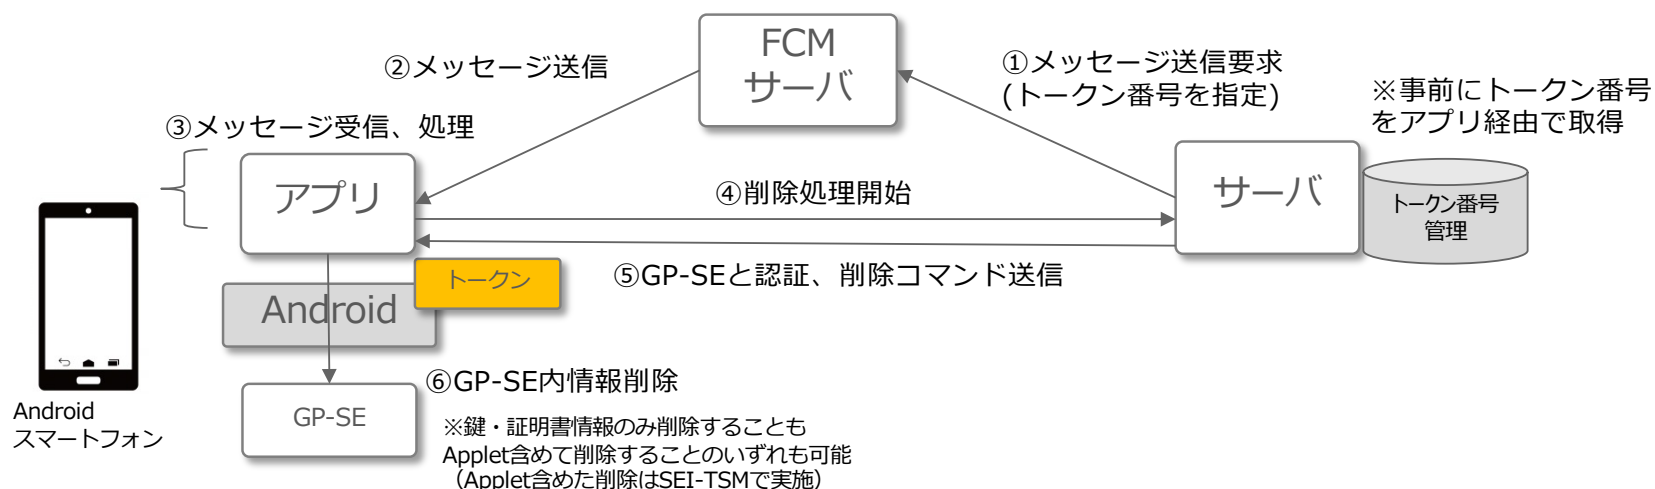 FCM
サーバ
①メッセージ送信要求
(トークン番号を指定)
②メッセージ送信
※事前にトークン番号
をアプリ経由で取得
③メッセージ受信、処理
アプリ
④削除処理開始
サーバ
トークン番号
管理
⑤GP-SEと認証、削除コマンド送信
トークン
Android
⑥GP-SE内情報削除
GP-SE
Android
スマートフォン
※鍵・証明書情報のみ削除することも
Applet含めて削除することのいずれも可能
（Applet含めた削除はSEI-TSMで実施）